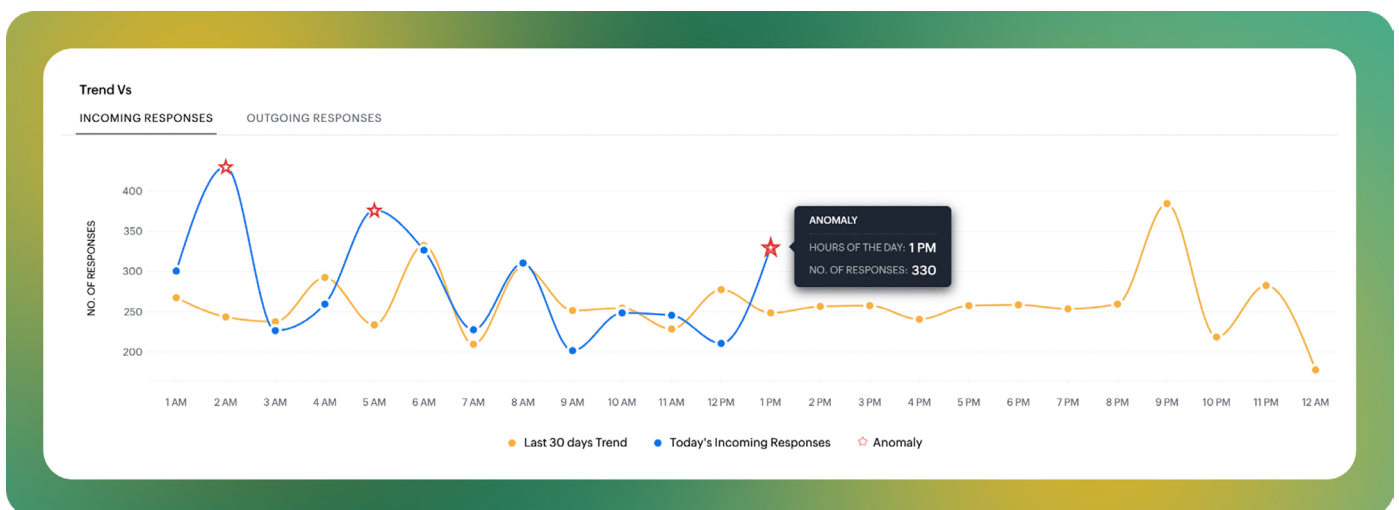 Trend Vs
INCOMING RESPONSES OUTGOING RESPONSES
NO. OF RESPONSES
400
350
300
250
200
ANOMALY
HOURS OF THE DAY: 1 PM
NO. OF RESPONSES: 330
1 AM 2 AM 3 AM 4 AM 5 AM 6 AM 7 AM 8 AM 9 AM 10 AM 11 AM 12 PM 1 PM 2 PM 3 PM 4 PM 5 PM 6 PM 7 PM 8 PM 9 PM 10 PM 11 PM 12 AM
Last 30 days Trend Today's Incoming Responses Anomaly